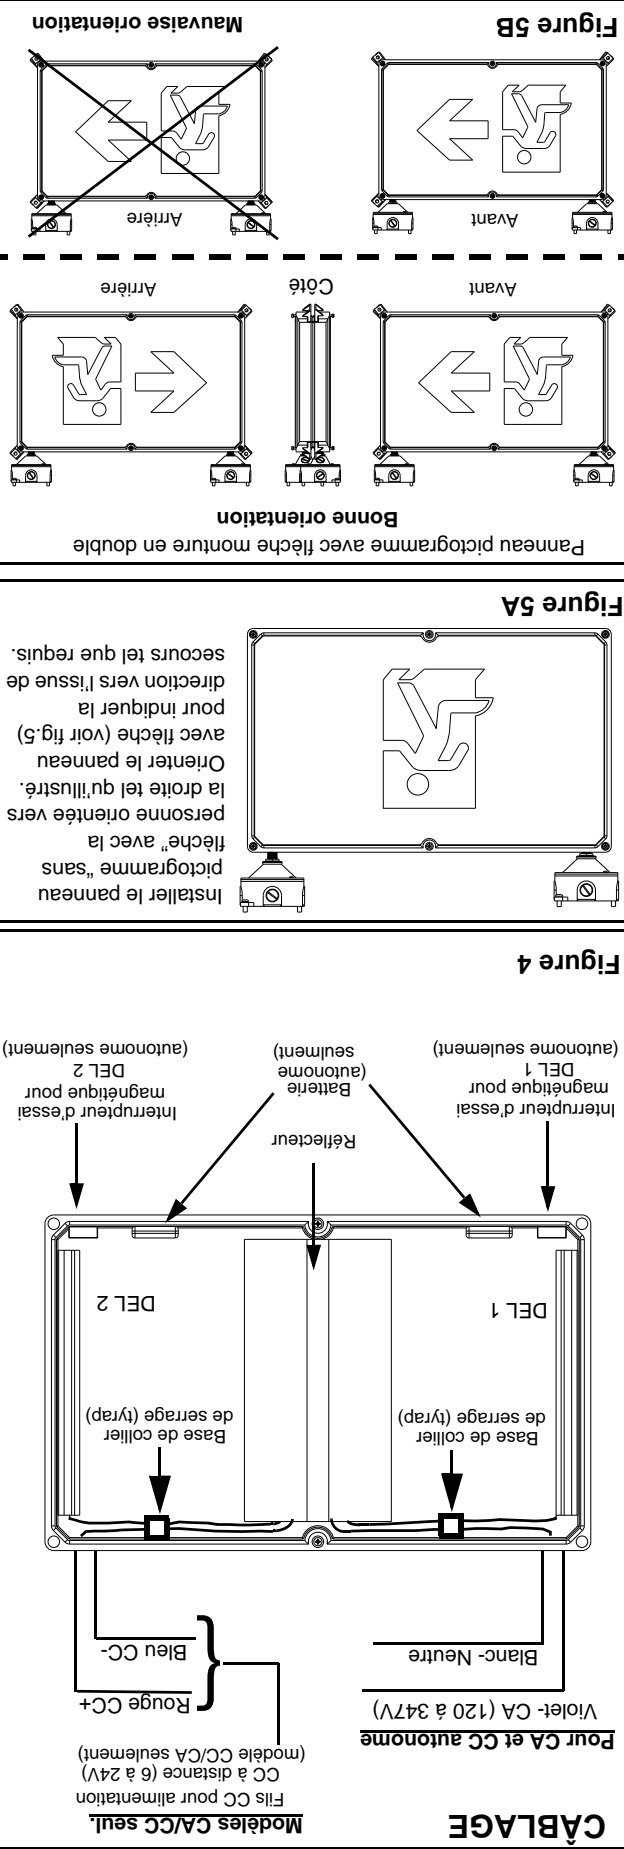 CÂBLAGE
Pour CA et CC autonome
Violet- CA (120 á 347V)
Blanc- Neutre
Modèles CA/CC seul.
Fils CC pour alimentation
CC à distance (6 à 24V)
(modèle CC/CA seulement)
Rouge CC+
Bleu CC-
Base de collier
de serrage (tyrap)
Base de collier
de serrage (tyrap)
DEL 1
DEL 2
Interrupteur d'essai
magnétique pour
DEL 1
(autonome seulement)
Réflecteur
Batterie
(autonome
seulment)
Interrupteur d'essai
magnétique pour
DEL 2
(autonome seulement)
Figure 4
Installer le panneau
pictogramme "sans
flèche" avec la
personne orientée vers
la droite tel qu'illustré.
Orienter le panneau
avec flèche (voir fig.5)
pour indiquer la
direction vers l'issue de
secours tel que requis.
Figure 5A
Panneau pictogramme avec flèche monture en double
Bonne orientation
Avant
Côté
Arrière
Avant
Arrière
Figure 5B
Mauvaise orientation